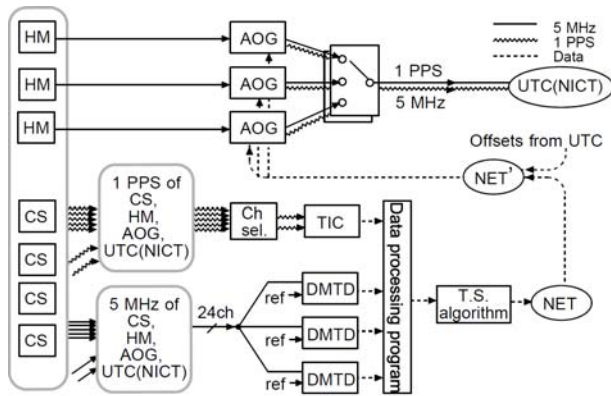 HM
AOG
5 MHz
1 PPS
Data
HM
AOG
1 PPS
5 MHz
UTC(NICT)
HM
AOG
Offsets from UTC
NET'
CS
1 PPS of
CS,
HM,
AOG,
UTC(NICT)
Ch
sel.
TIC
Data processing program
CS
CS
5 MHz of
CS,
HM,
AOG,
UTC(NICT)
24ch
ref
DMTD
T.S.
algorithm
NET
CS
ref
DMTD
ref
DMTD